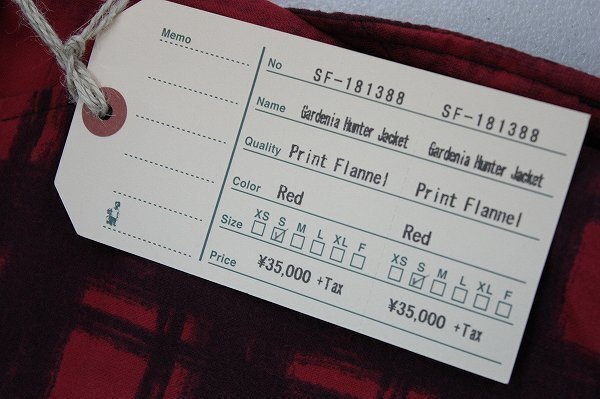 Memo
No SF-181388 SF-181388
Name Gardenia Hunter Jacket Gardenia Hunter Jacket
Quality Print Flannel Print Flannel
Color Red Red
Size XS S M L XL F XS S M L XL F
Price ¥35,000 +Tax ¥35,000 +Tax